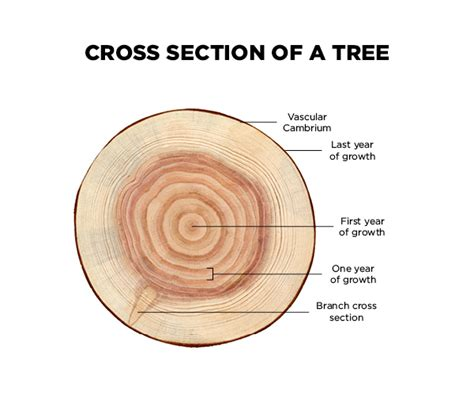 CROSS SECTION OF A TREE
Vascular
Cambrium
Last year
of growth
First year
of growth
One year
of growth
Branch cross
section